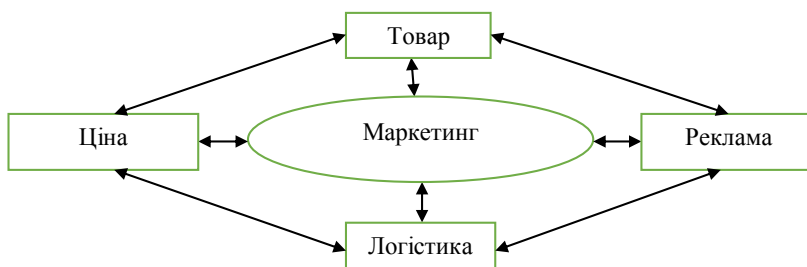 Товар
Ціна
Маркетинг
Реклама
Логістика